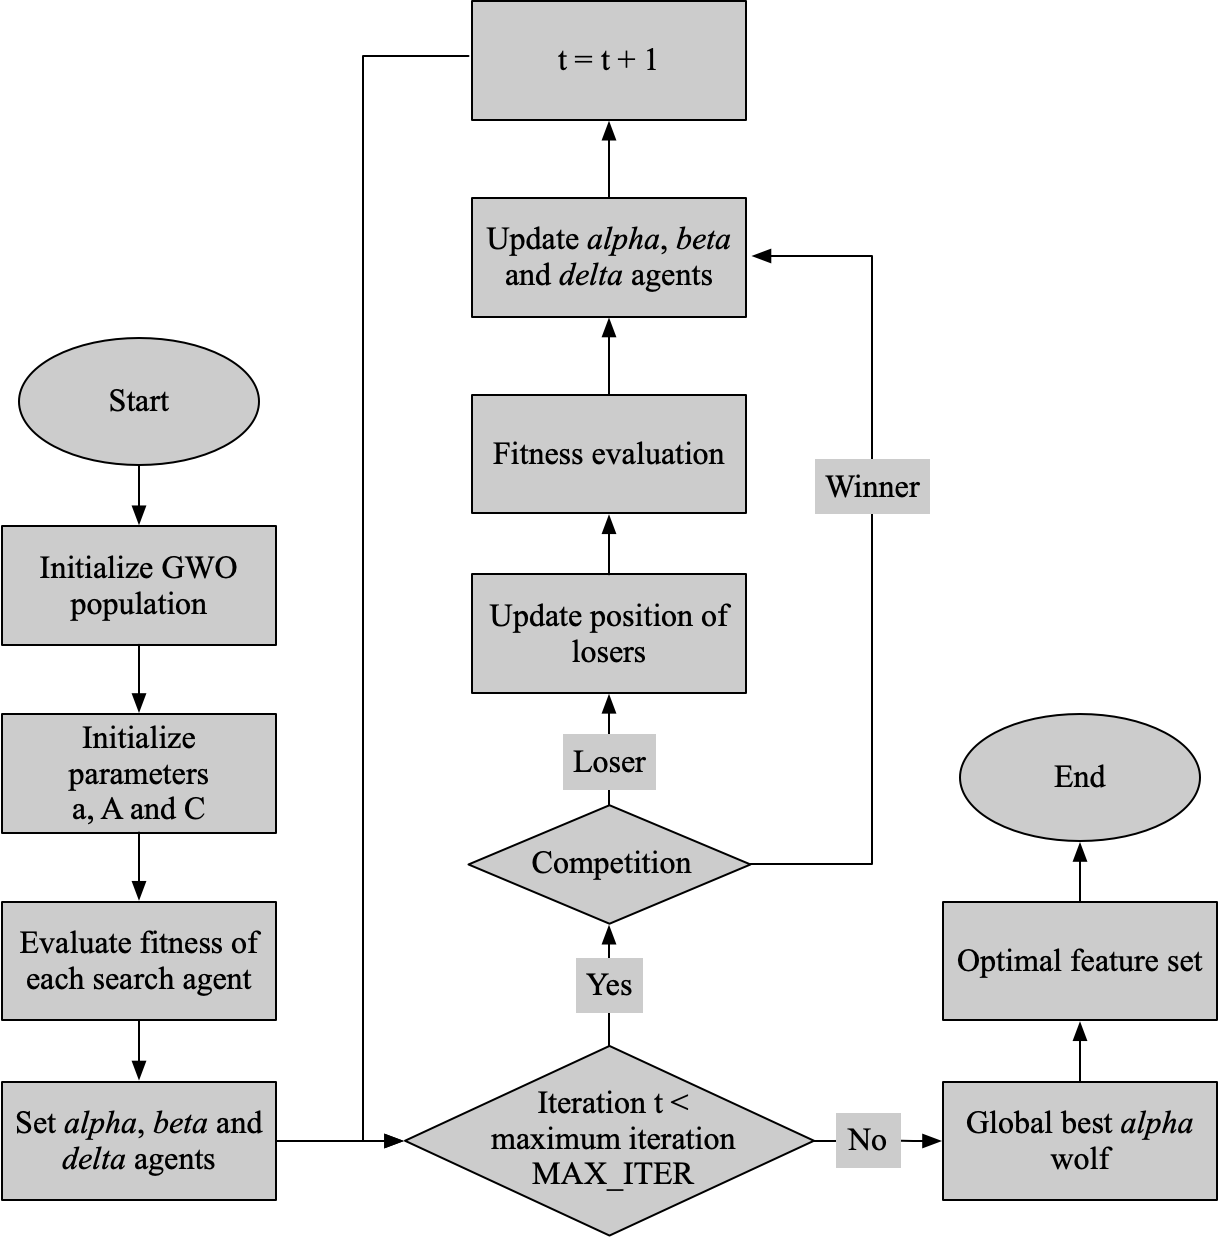 Start
Initialize GWO
population
Initialize
parameters
a, A and C
Evaluate fitness of
each search agent
Set alpha, beta and
delta agents
Iteration t <
maximum iteration
MAX_ITER
Yes
Competition
Loser
Update position of
losers
Fitness evaluation
Winner
Update alpha, beta
and delta agents
t = t + 1
No
Global best alpha
wolf
Optimal feature set
End